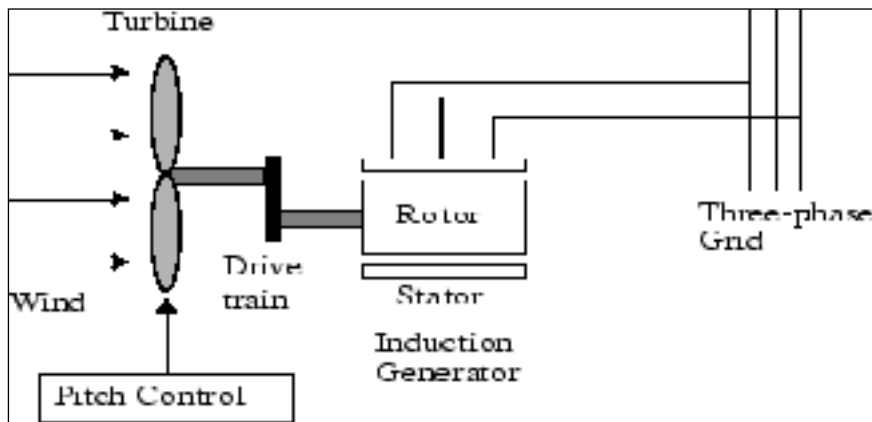 Turbine
Rotor
Three-phase
Grid
Drive
train
Wind
Stator
Induction
Generator
Pitch Control